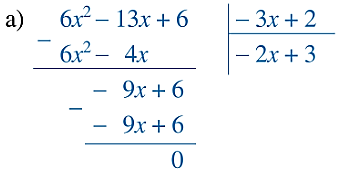 a) 6x² – 13x + 6 | – 3x + 2
– 6x² – 4x | – 2x + 3
– 9x + 6
–
– 9x + 6
0